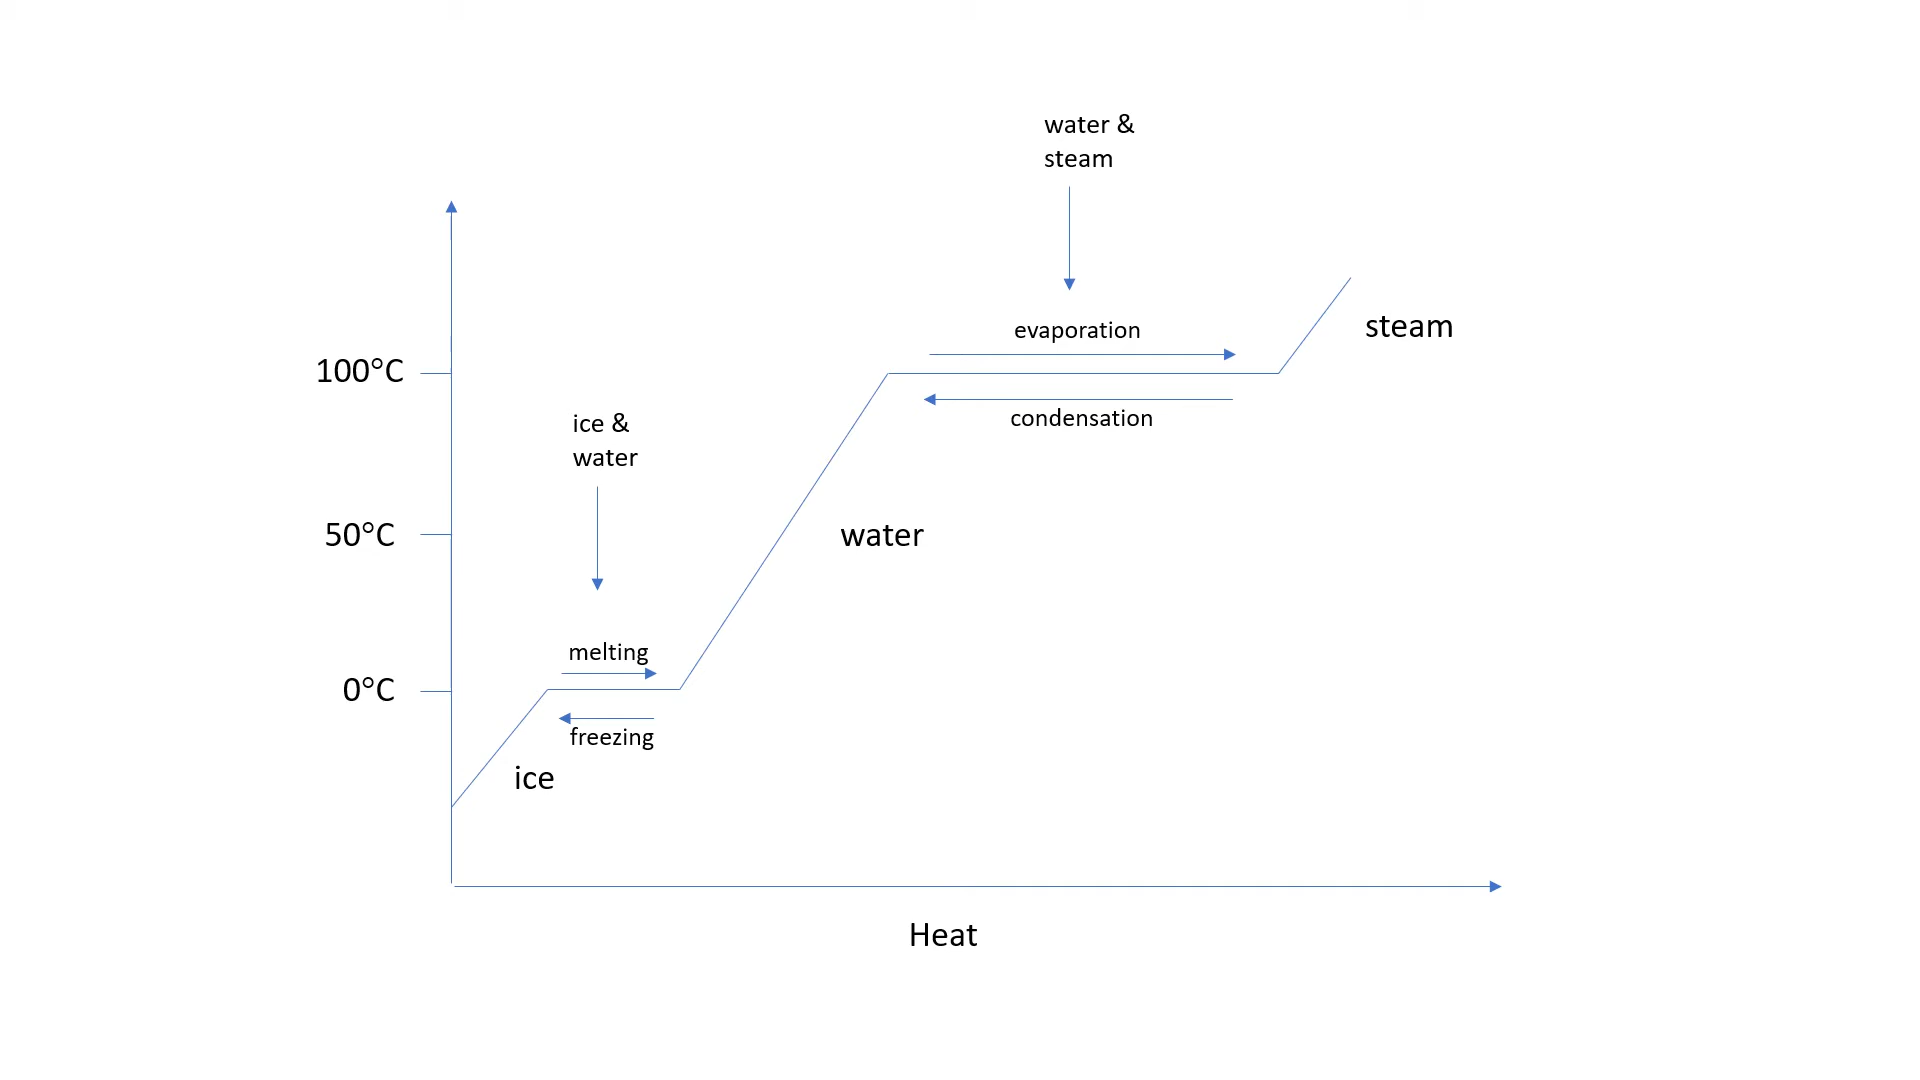 water &
steam
evaporation
steam
100°C
condensation
ice &
water
50°C
water
melting
0°C
freezing
ice
Heat